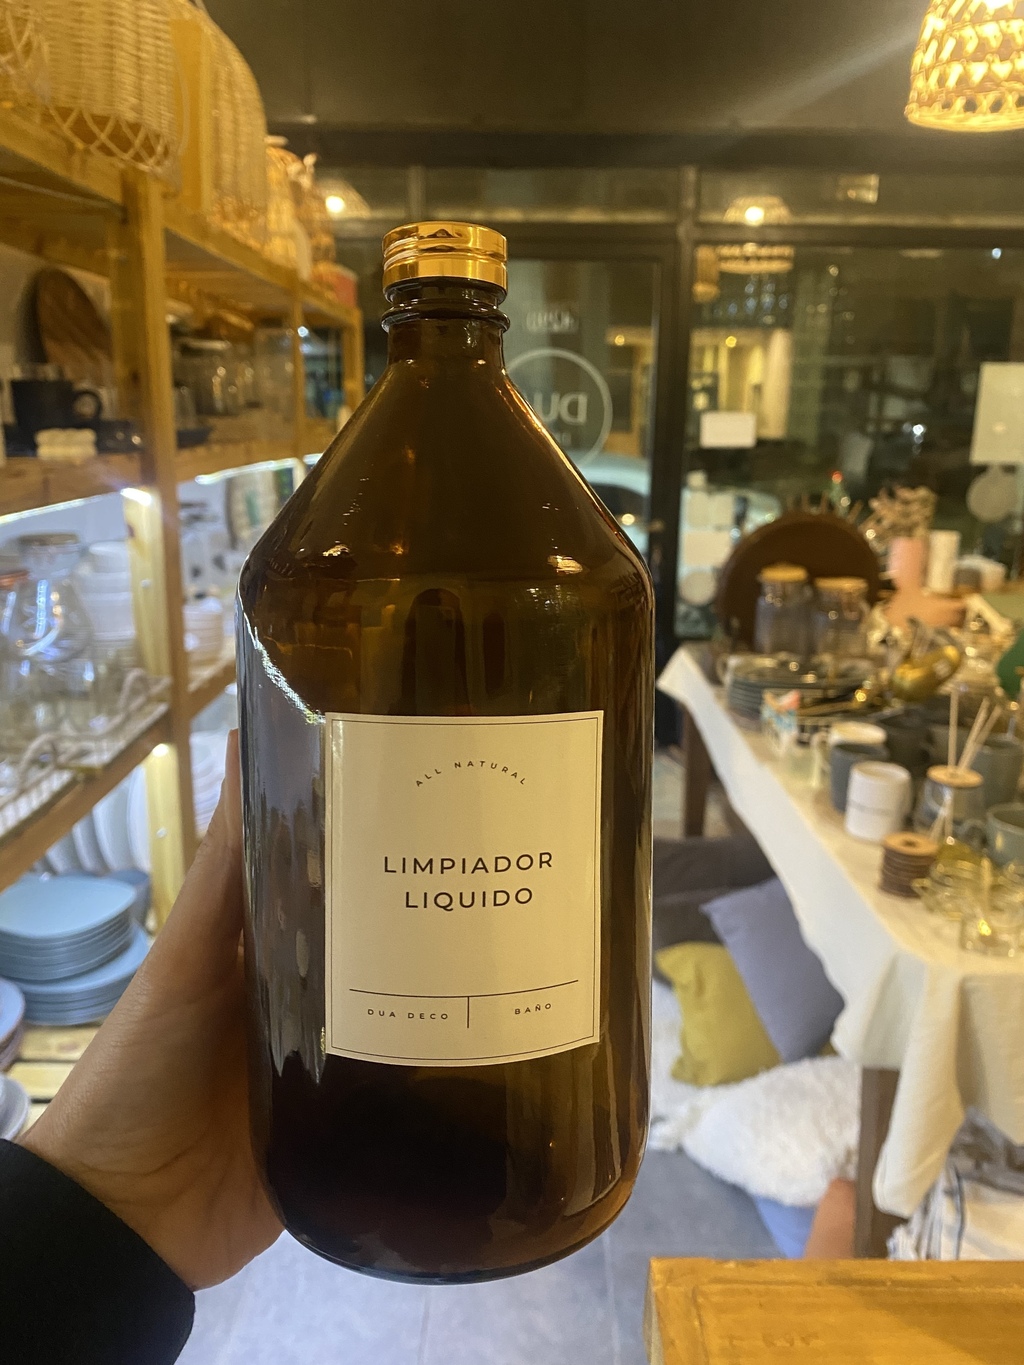 ALL NATURAL
LIMPIADOR
LIQUIDO
DUA DECO
BAÑO